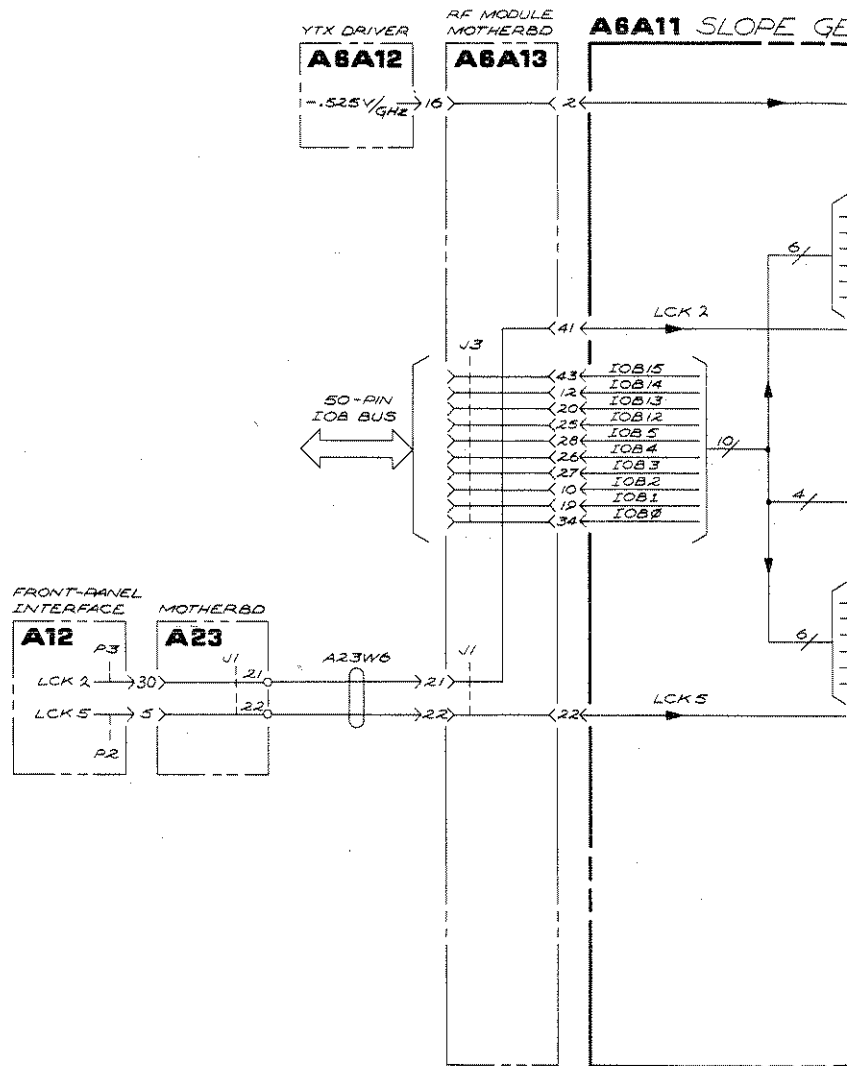 YTX DRIVER
A6A12
-.525V/GHz
16
RF MODULE
MOTHERBD
A6A13
2
A6A11 SLOPE GE
6
LCK 2
41
J3
50-PIN
IOB BUS
43 IOB15
12 IOB14
20 IOB13
25 IOB12
28 IOB5
26 IOB4
27 IOB3
10 IOB2
19 IOB1
34 IOBØ
10
4
6
FRONT-PANEL
INTERFACE
A12
P3
LCK 2
30
LCK 5
5
P2
MOTHERBD
A23
J1
21
22
A23W6
21
22
J1
22
LCK 5